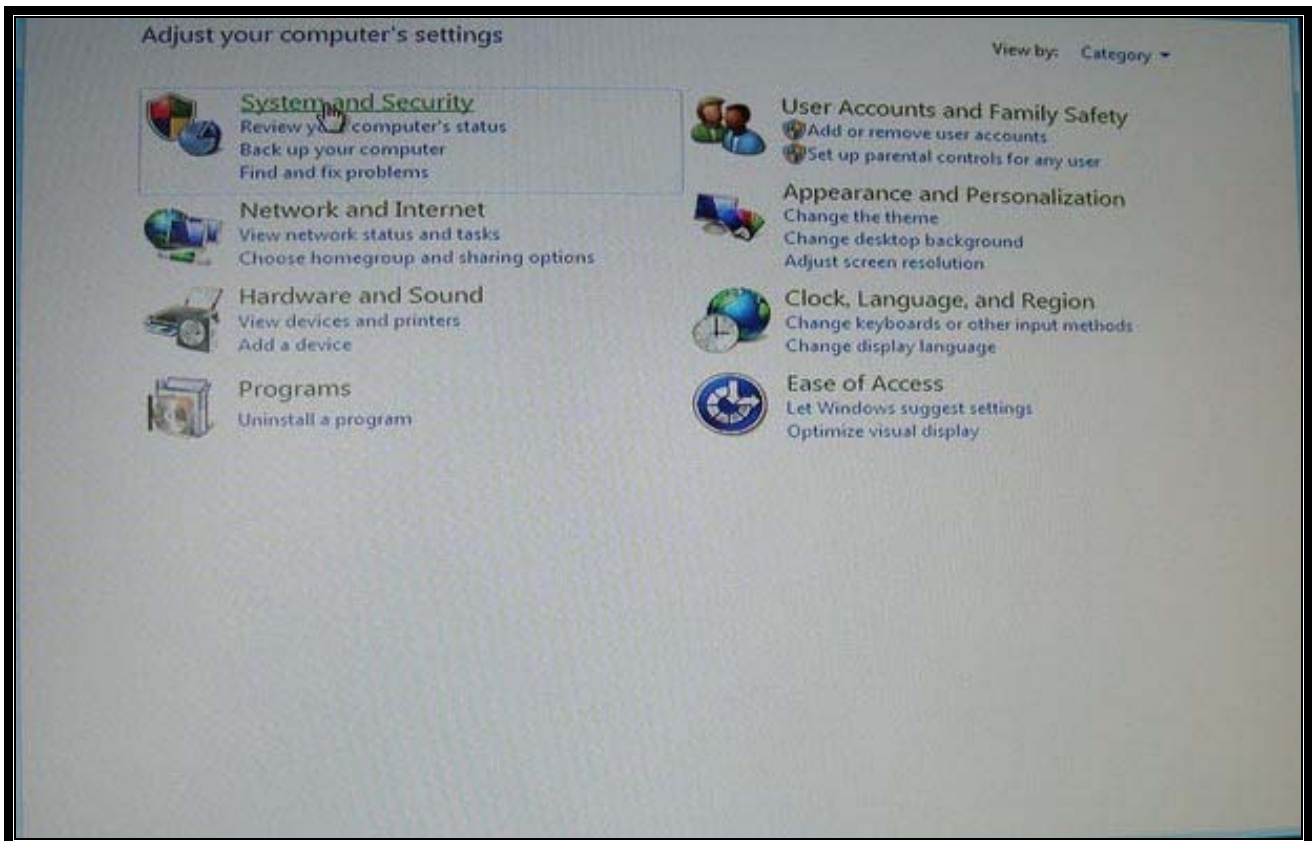 Adjust your computer's settings
View by: Category
System and Security
Review your computer's status
Back up your computer
Find and fix problems
Network and Internet
View network status and tasks
Choose homegroup and sharing options
Hardware and Sound
View devices and printers
Add a device
Programs
Uninstall a program
User Accounts and Family Safety
Add or remove user accounts
Set up parental controls for any user
Appearance and Personalization
Change the theme
Change desktop background
Adjust screen resolution
Clock, Language, and Region
Change keyboards or other input methods
Change display language
Ease of Access
Let Windows suggest settings
Optimize visual display